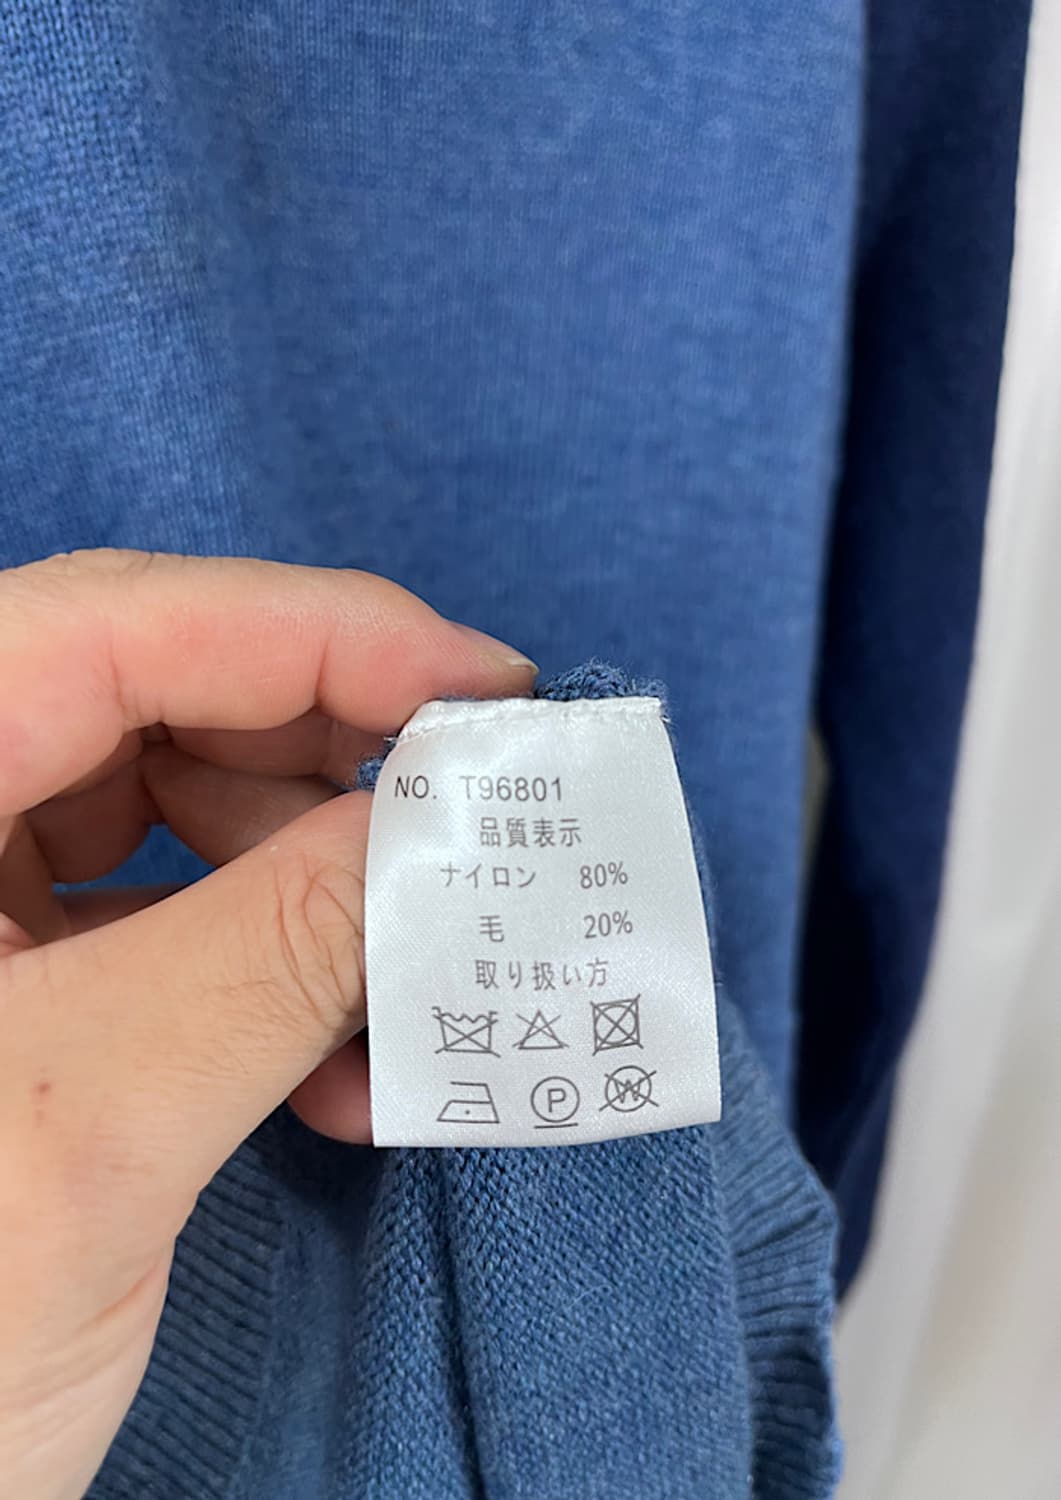 NO. T96801
品質表示
ナイロン 80%
毛 20%
取り扱い方
P W